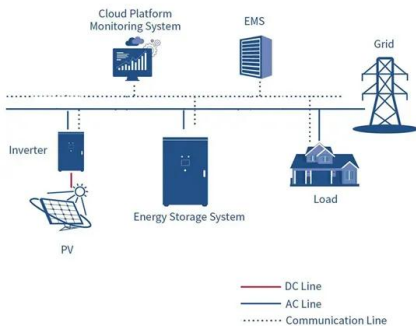 Cloud Platform
Monitoring System
EMS
Grid
Inverter
Energy Storage System
Load
PV
DC Line
AC Line
Communication Line